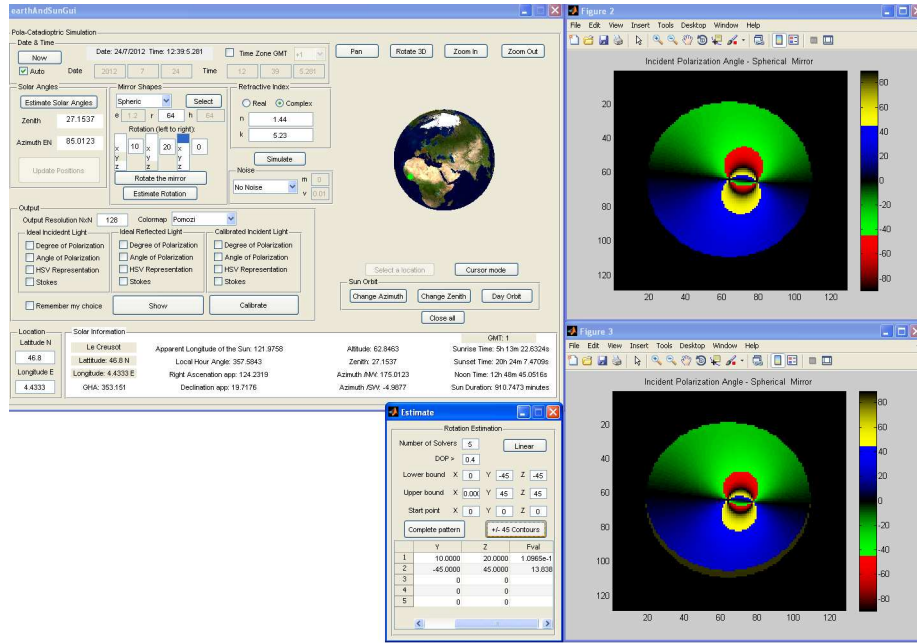 earthAndSunGui
Pola-Catadioptric Simulation
Date & Time
Now
Date: 24/7/2012 Time: 12:39:5.281
Time Zone GMT
+1
Auto
Date
2012
7
24
Time
12
39
5.281
Pan
Rotate 3D
Zoom In
Zoom Out
Solar Angles
Estimate Solar Angles
Zenith
27.1537
Azimuth EN
85.0123
Update Positions
Mirror Shapes
Spheric
Select
e
1.2
r
64
h
64
Rotation (left to right):
x
y
z
10
x
y
z
20
x
y
z
0
Rotate the mirror
Estimate Rotation
Refractive Index
Real
Complex
n
1.44
k
5.23
Simulate
Noise
No Noise
m
0
v
0.01
Output
Output Resolution NxN
128
Colormap
Pomozi
Ideal Incidednt Light
Degree of Polarization
Angle of Polarization
HSV Representation
Stokes
Ideal Reflected Light
Degree of Polarization
Angle of Polarization
HSV Representation
Stokes
Calibrated Incident Light
Degree of Polarization
Angle of Polarization
HSV Representation
Stokes
Remember my choice
Show
Calibrate
Select a location
Cursor mode
Sun Orbit
Change Azimuth
Change Zenith
Day Orbit
Close all
Location
Latitude N
46.8
Longitude E
4.4333
Solar Information
Le Creusot
Lattitude: 46.8 N
Longitude: 4.4333 E
GHA: 353.151
Apparent Longitude of the Sun: 121.9758
Local Hour Angle: 357.5843
Right Ascenation app: 124.2319
Declination app: 19.7176
Altitude: 62.8463
Zenith: 27.1537
Azimuth /NW: 175.0123
Azimuth /SW: -4.9877
GMT: 1
Sunrise Time: 5h 13m 22.6324s
Sunset Time: 20h 24m 7.4709s
Noon Time: 12h 48m 45.0516s
Sun Duration: 910.7473 minutes
Estimate
Rotation Estimation
Number of Solvers
5
Linear
DOP >
0.4
Lower bound X 0 Y -45 Z -45
Upper bound X 0.00 Y 45 Z 45
Start point X 0 Y 0 Z 0
Complete pattern
+/- 45 Contours
Y Z Fval
1 10.0000 20.0000 1.0965e-1
2 -45.0000 45.0000 13.838
3 0 0
4 0 0
5 0 0
Figure 2
File Edit View Insert Tools Desktop Window Help
Incident Polarization Angle - Spherical Mirror
20
40
60
80
100
120
20 40 60 80 100 120
80
60
40
20
0
-20
-40
-60
-80
Figure 3
File Edit View Insert Tools Desktop Window Help
Incident Polarization Angle - Spherical Mirror
20
40
60
80
100
120
20 40 60 80 100 120
80
60
40
20
0
-20
-40
-60
-80